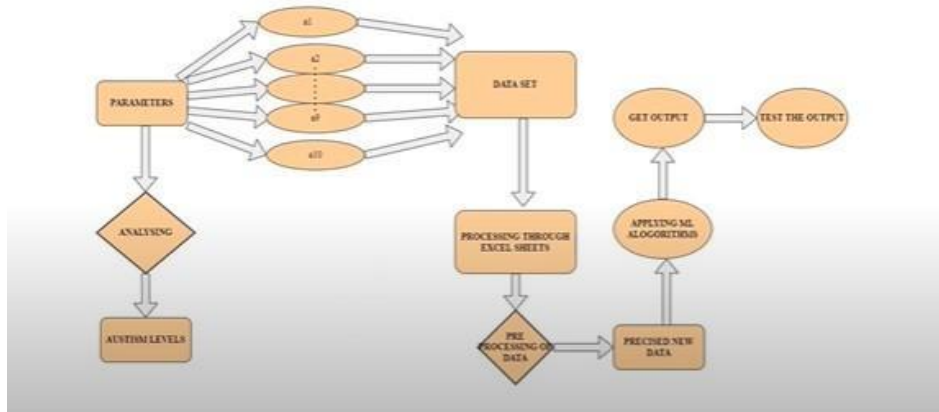 a1
a2
a9
a10
PARAMETERS
DATA SET
GET OUTPUT
TEST THE OUTPUT
ANALYSING
PROCESSING THROUGH
EXCEL SHEETS
APPLYING ML
ALOGORITHMS
AUSTISM LEVELS
PRE
PROCESSING OF
DATA
PRECISED NEW
DATA